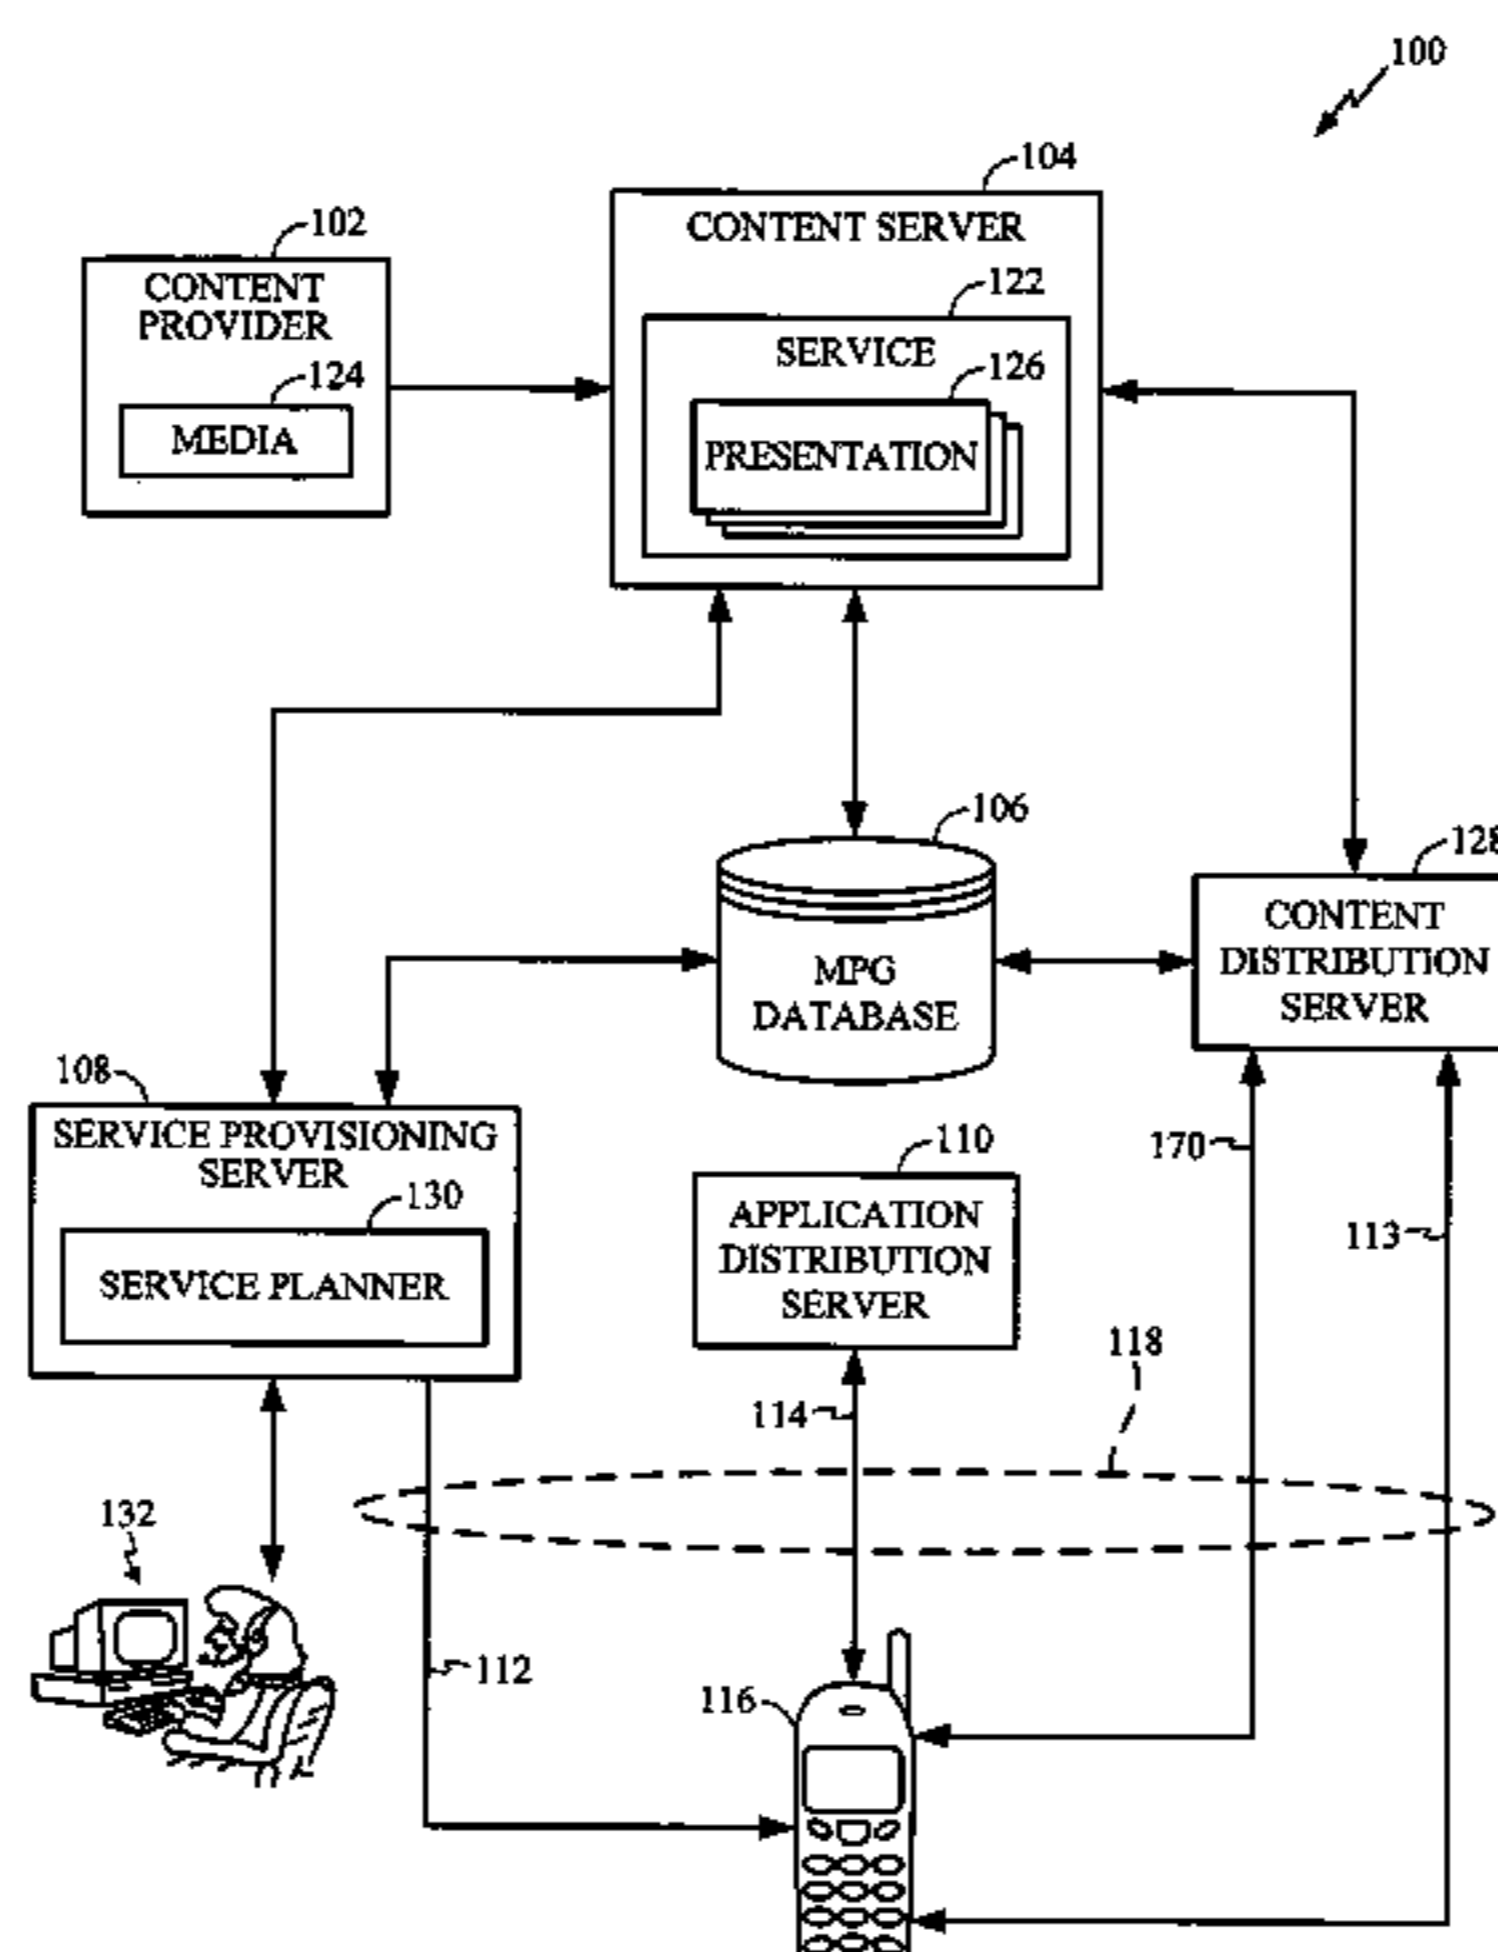 100
104
CONTENT SERVER
102
CONTENT
PROVIDER
122
SERVICE
124
MEDIA
126
PRESENTATION
106
MPG
DATABASE
128
CONTENT
DISTRIBUTION
SERVER
108
SERVICE PROVISIONING
SERVER
130
SERVICE PLANNER
110
APPLICATION
DISTRIBUTION
SERVER
170
113
118
114
132
112
116